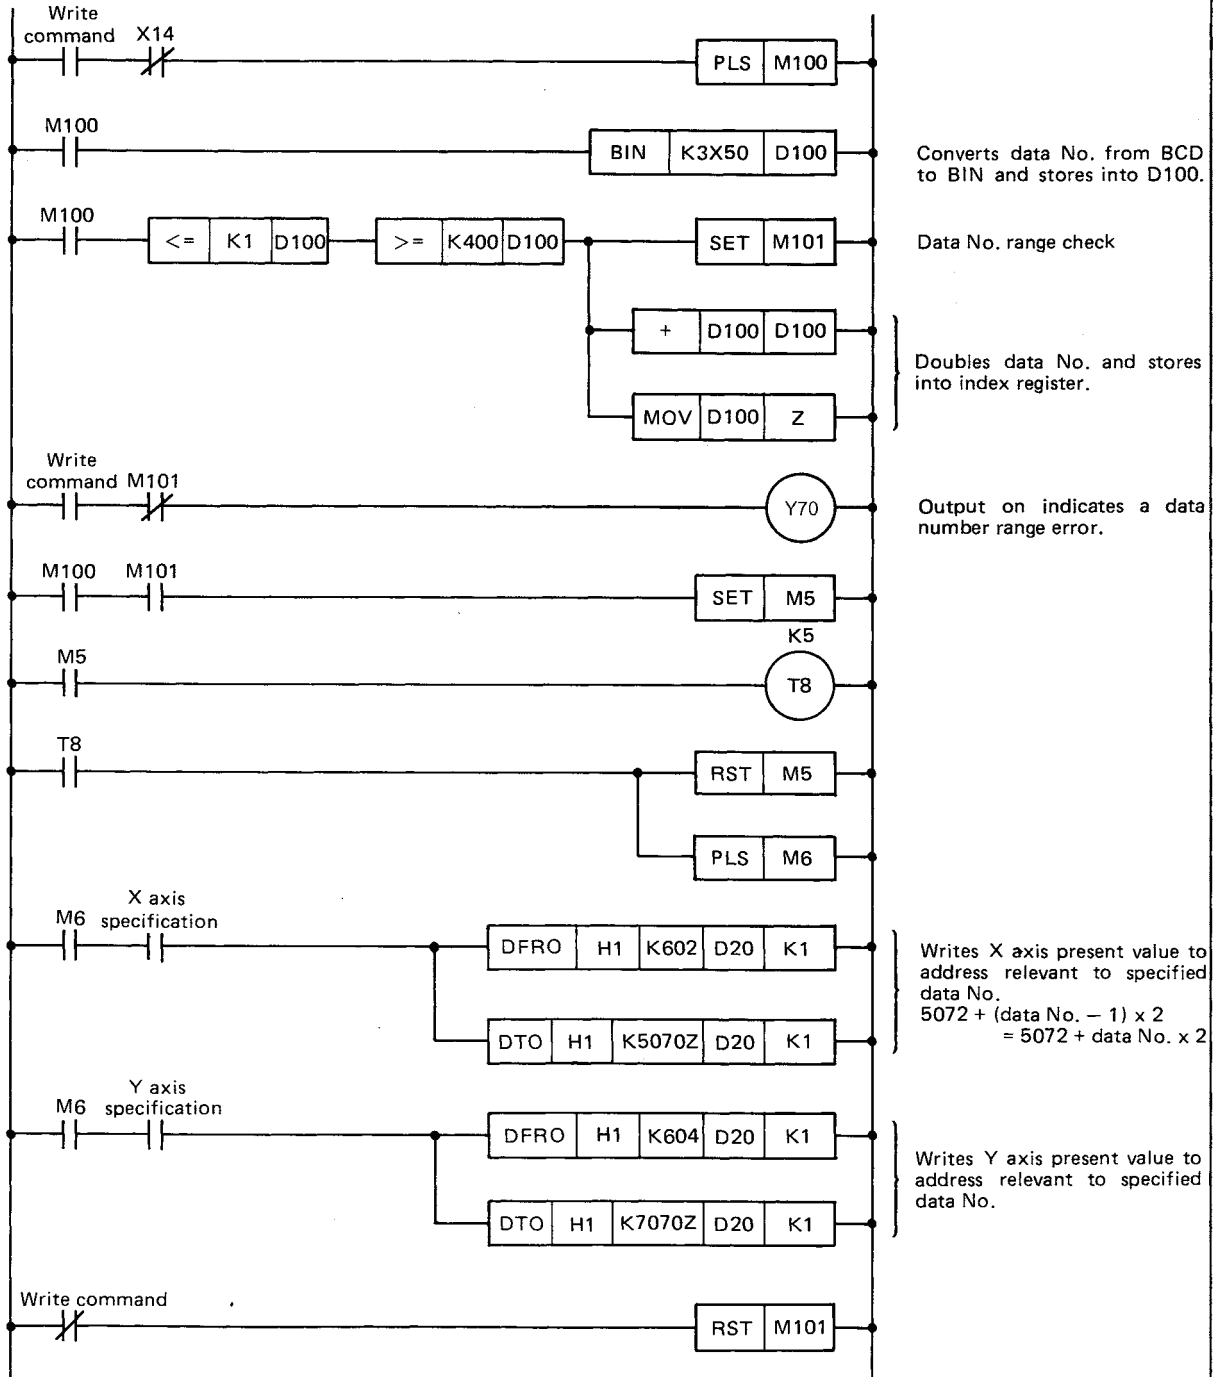 Write
command X14
PLS M100
M100
BIN K3X50 D100
Converts data No. from BCD
to BIN and stores into D100.
M100
<= K1 D100 >= K400 D100 SET M101
Data No. range check
+ D100 D100
Doubles data No. and stores
into index register.
MOV D100 Z
Write
command M101
Y70
Output on indicates a data
number range error.
M100 M101
SET M5
K5
M5
T8
T8
RST M5
PLS M6
X axis
M6 specification
DFRO H1 K602 D20 K1
Writes X axis present value to
address relevant to specified
data No.
5072 + (data No. − 1) x 2
= 5072 + data No. x 2
DTO H1 K5070Z D20 K1
Y axis
M6 specification
DFRO H1 K604 D20 K1
Writes Y axis present value to
address relevant to specified
data No.
DTO H1 K7070Z D20 K1
Write command
RST M101